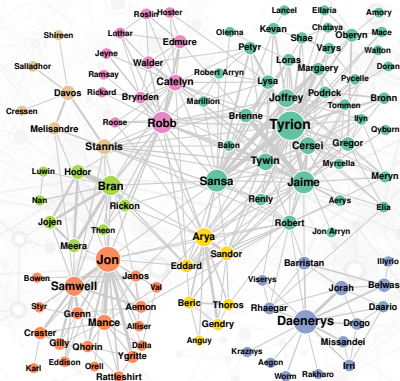 Lancel Ellaria
Roslin Hoster Amory
Lothar Olenna Kevan Chataya Mace
Shireen Edmure Shae Oberyn
Jeyne Petyr Varys Walton
Salladhor Walder Loras
Ramsay Robert Arryn Margaery Doran
Catelyn Lysa Pycelle
Davos Rickard Brynden Marillion Joffrey Podrick Bronn
Tommen
Cressen Roose Robb Brienne Tyrion Ilyn
Melisandre Qyburn
Stannis Balon Cersei Gregor
Tywin Myrcella
Luwin Hodor Meryn
Bran Sansa Jaime
Nan Rickon Renly Aerys Elia
Jojen Theon Robert
Arya Jon Arryn
Meera Sandor
Jon Eddard Barristan Illyrio
Bowen Janos Viserys Belwas
Samwell Val Jorah
Styr Aemon Beric Thoros Rhaegar Daario
Grenn Mance Daenerys Drogo
Craster Alliser Gendry
Gilly Qhorin Dalla Anguy Kraznys Missandei
Karl Eddison Ygritte Aegon Irri
Orell Rattleshirt Worm Rakharo